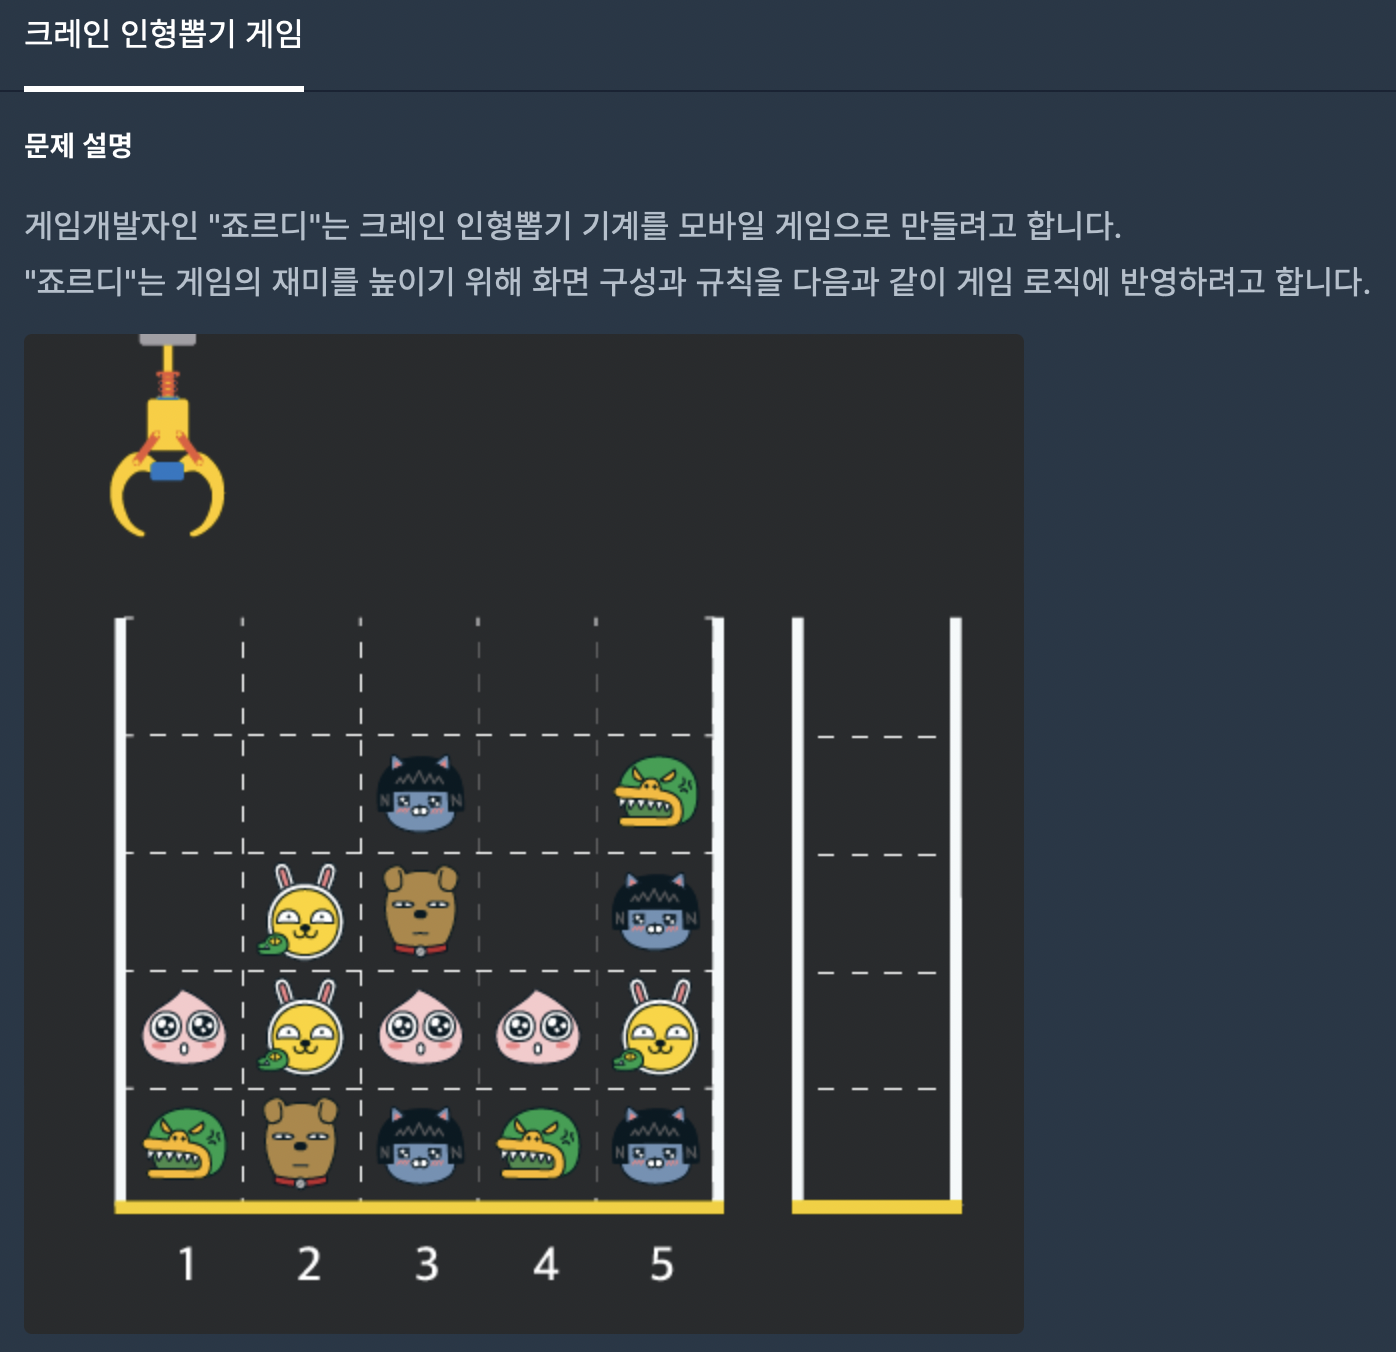 크레인 인형뽑기 게임
문제 설명
게임개발자인 "죠르디"는 크레인 인형뽑기 기계를 모바일 게임으로 만들려고 합니다.
"죠르디"는 게임의 재미를 높이기 위해 화면 구성과 규칙을 다음과 같이 게임 로직에 반영하려고 합니다.
N N
N N
N N
N N
1 2 3 4 5